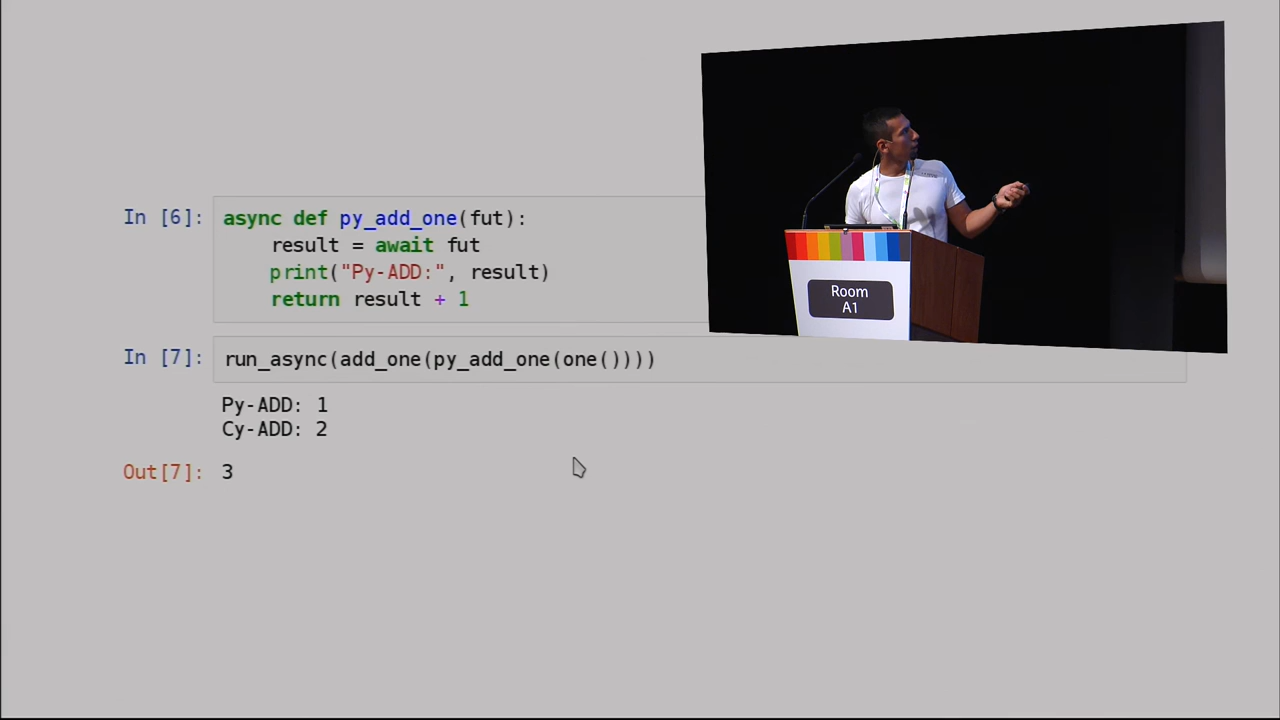 In [6]: async def py_add_one(fut):
result = await fut
print("Py-ADD:", result)
return result + 1
In [7]: run_async(add_one(py_add_one(one())))
Py-ADD: 1
Cy-ADD: 2
Out[7]: 3
Room
A1